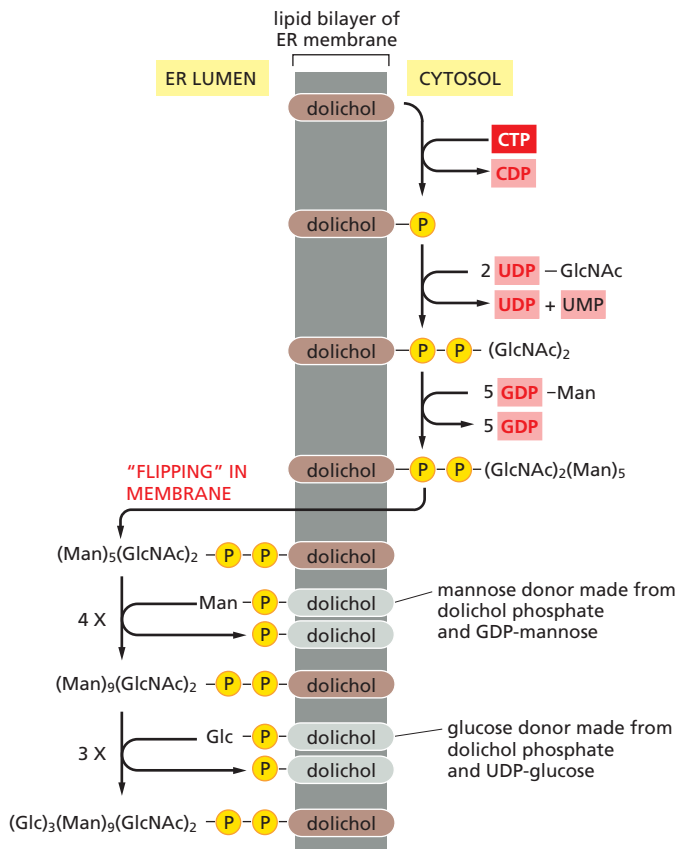 lipid bilayer of
ER membrane
ER LUMEN
CYTOSOL
dolichol
CTP
CDP
dolichol – P
2 UDP – GlcNAc
UDP + UMP
dolichol – P – P – (GlcNAc)₂
5 GDP –Man
5 GDP
"FLIPPING" IN
MEMBRANE
dolichol – P – P – (GlcNAc)₂(Man)₅
(Man)₅(GlcNAc)₂ – P – P – dolichol
4 X
Man – P – dolichol
P – dolichol
mannose donor made from
dolichol phosphate
and GDP-mannose
(Man)₉(GlcNAc)₂ – P – P – dolichol
3 X
Glc – P – dolichol
P – dolichol
glucose donor made from
dolichol phosphate
and UDP-glucose
(Glc)₃(Man)₉(GlcNAc)₂ – P – P – dolichol